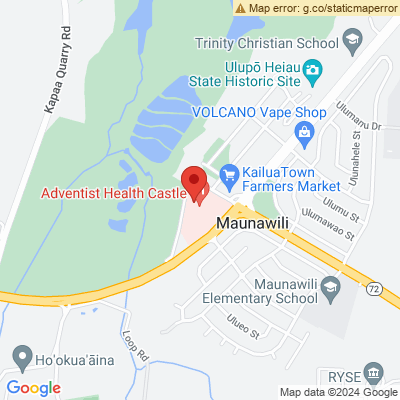 Map error: g.co/staticmaperror
Kapaa Quarry Rd
Trinity Christian School
Ulupō Heiau
State Historic Site
VOLCANO Vape Shop
Ulumanu Dr
Ulunahele St
KailuaTown
Farmers Market
Adventist Health Castle
Ulumu St
Ulumawao St
Maunawili
Maunawili
Elementary School
72
Ulueo St
Loop Rd
Ho'okua'āina
RYSE
Google
Map data ©2024 Google